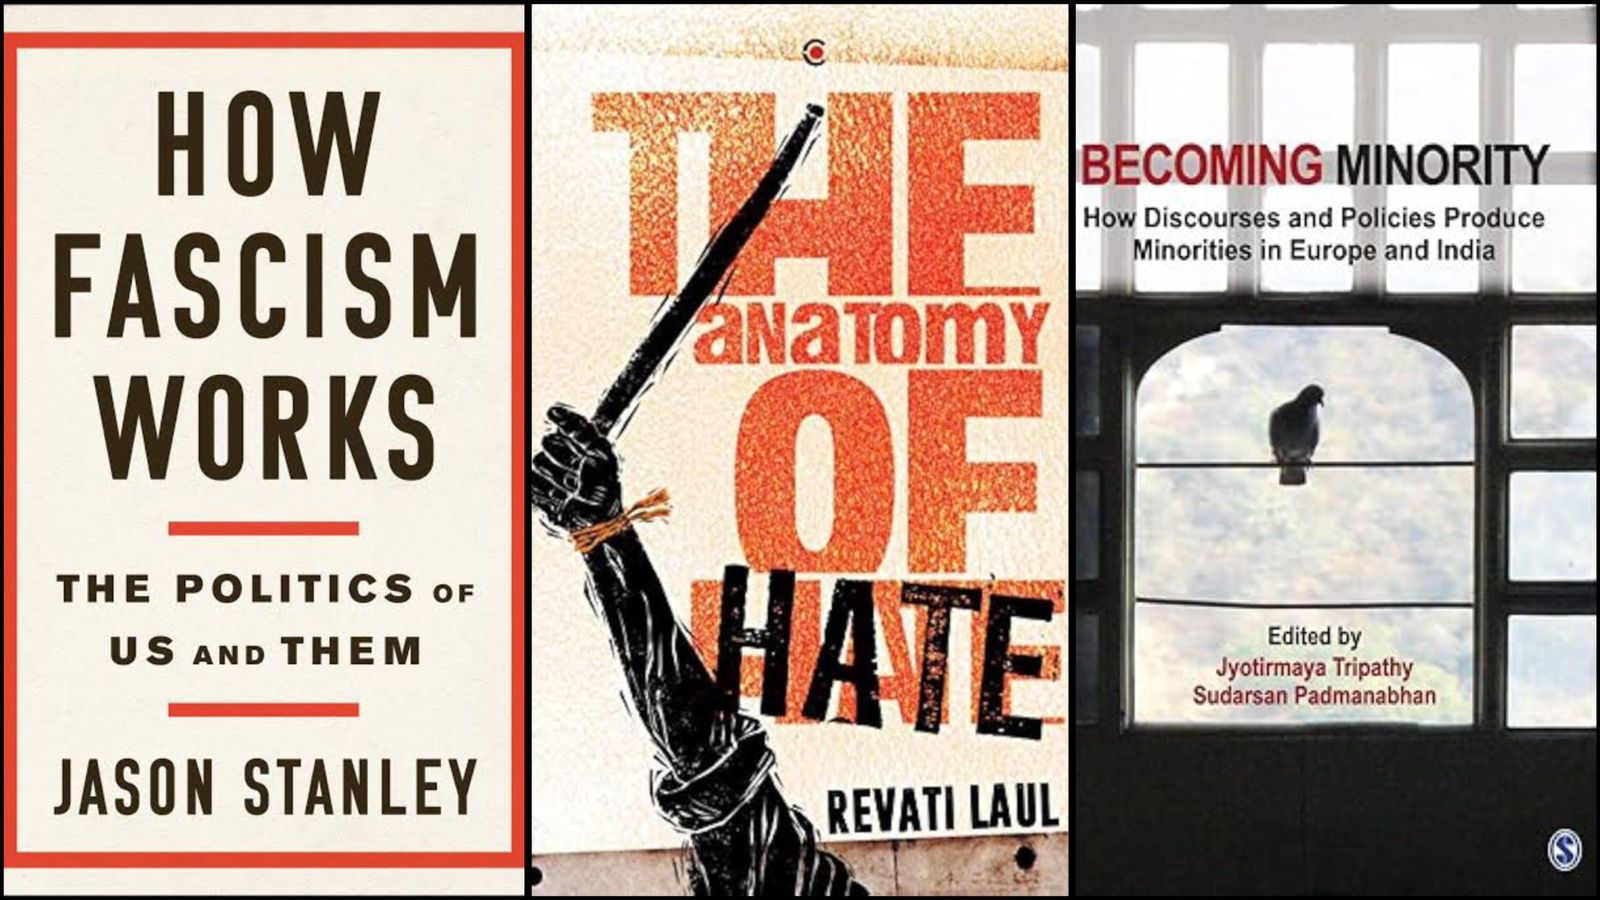 HOW
FASCISM
WORKS
THE POLITICS OF
US AND THEM
JASON STANLEY
THE
aNaTomY
OF
HATE
HATE
REVATI LAUL
BECOMING MINORITY
How Discourses and Policies Produce
Minorities in Europe and India
Edited by
Jyotirmaya Tripathy
Sudarsan Padmanabhan
S